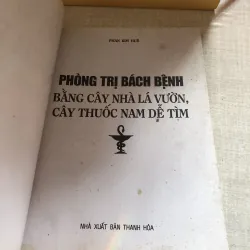 PHÒNG TRỊ BÁCH BỆNH
BẰNG CÂY NHÀ LÁ VƯỜN,
CÂY THUỐC NAM DỄ TÌM
NHÀ XUẤT BẢN THANH HÓA